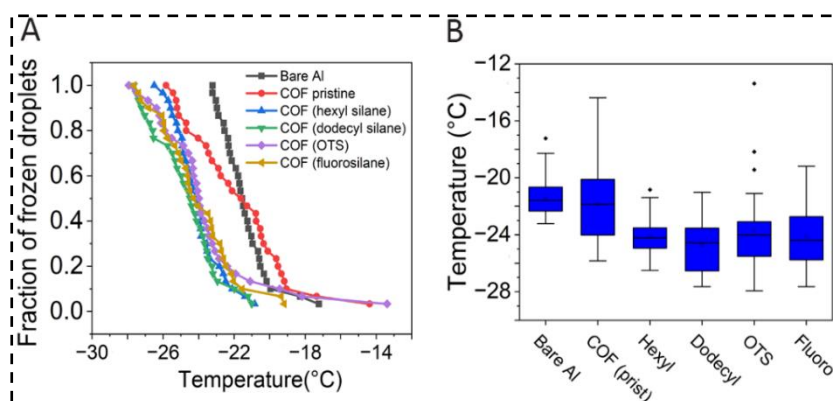 A
Fraction of frozen droplets
1.0
0.8
0.6
0.4
0.2
0.0
−30
−26
−22
−18
−14
Temperature(°C)
Bare Al
COF pristine
COF (hexyl silane)
COF (dodecyl silane)
COF (OTS)
COF (fluorosilane)
B
Temperature (°C)
−12
−16
−20
−24
−28
Bare Al
COF (prist)
Hexyl
Dodecyl
OTS
Fluoro